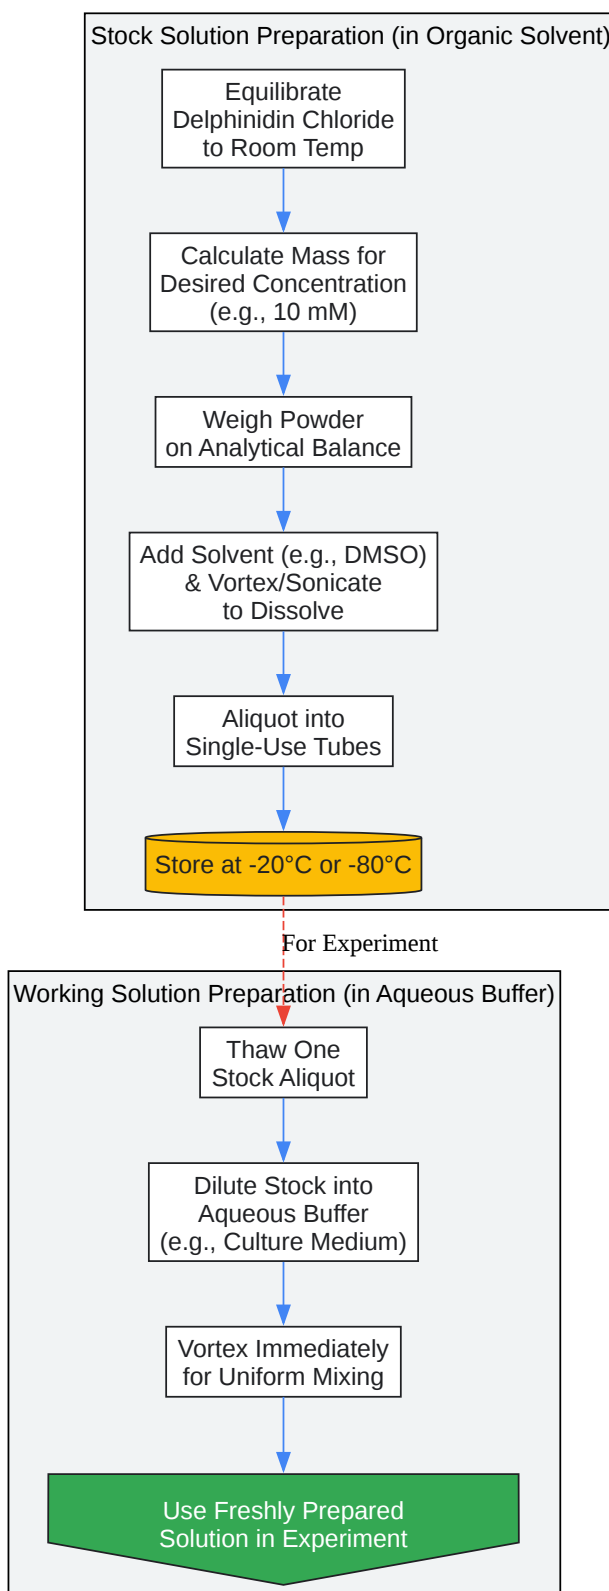 Stock Solution Preparation (in Organic Solvent)
Equilibrate
Delphinidin Chloride
to Room Temp
Calculate Mass for
Desired Concentration
(e.g., 10 mM)
Weigh Powder
on Analytical Balance
Add Solvent (e.g., DMSO)
& Vortex/Sonicate
to Dissolve
Aliquot into
Single-Use Tubes
Store at -20°C or -80°C
For Experiment
Working Solution Preparation (in Aqueous Buffer)
Thaw One
Stock Aliquot
Dilute Stock into
Aqueous Buffer
(e.g., Culture Medium)
Vortex Immediately
for Uniform Mixing
Use Freshly Prepared
Solution in Experiment